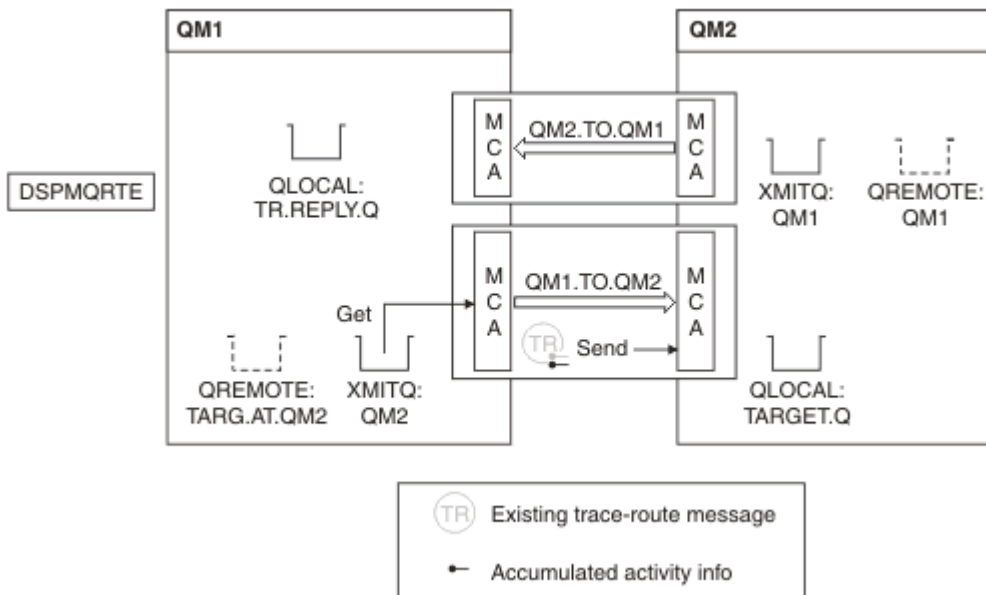 QM1
QM2
M
C
A
QM2.TO.QM1
M
C
A
DSPMQRTE
QLOCAL:
TR.REPLY.Q
XMITQ:
QM1
QREMOTE:
QM1
M
C
A
QM1.TO.QM2
M
C
A
Get
TR
Send
QREMOTE:
TARG.AT.QM2
XMITQ:
QM2
QLOCAL:
TARGET.Q
TR
Existing trace-route message
Accumulated activity info